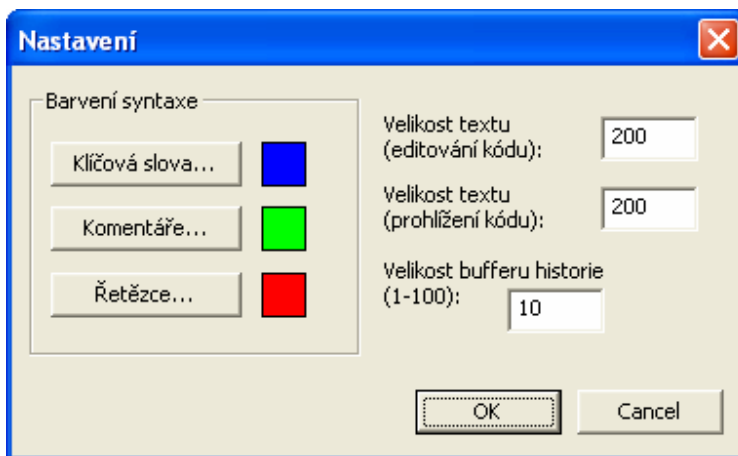 Nastavení
Barvení syntaxe
Klíčová slova...
Komentáře...
Řetězce...
Velikost textu
(editování kódu):
200
Velikost textu
(prohlížení kódu):
200
Velikost bufferu historie
(1-100):
10
OK
Cancel